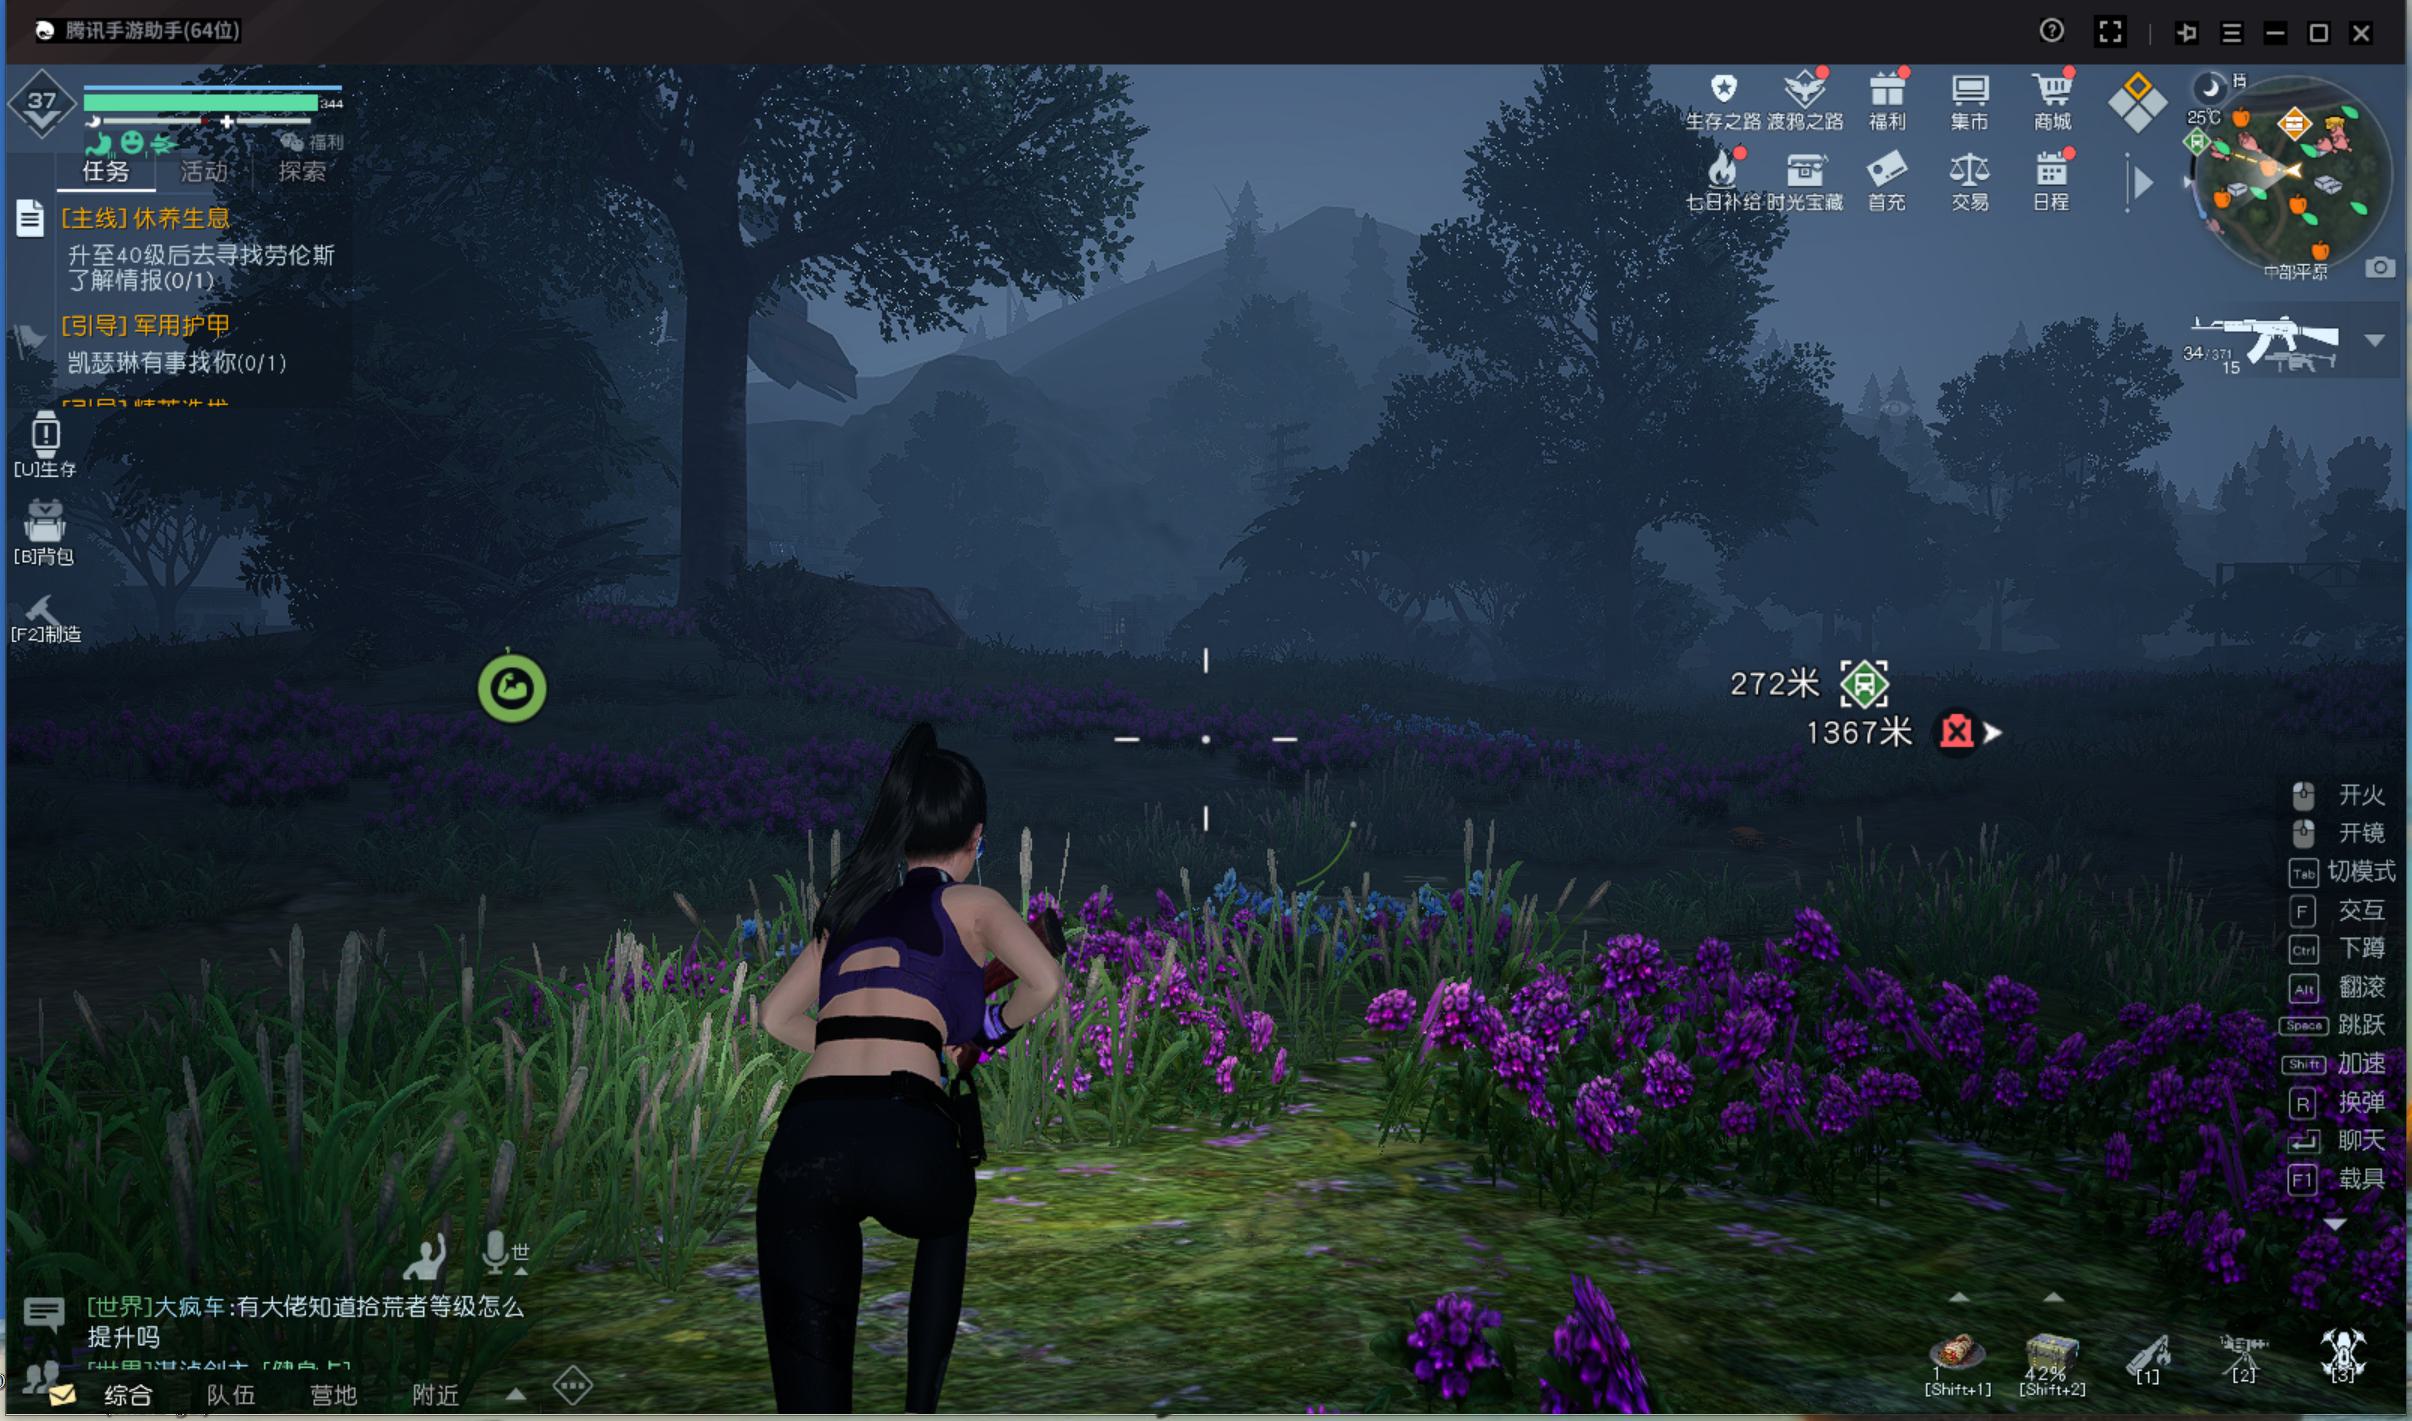 腾讯手游助手(64位)
37
344
福利
任务 活动 探索
[主线] 休养生息
升至40级后去寻找劳伦斯
了解情报(0/1)
[引导] 军用护甲
凯瑟琳有事找你(0/1)
[U]生存
[B]背包
[F2]制造
生存之路 渡鸦之路 福利 集市 商城
七日补给 时光宝藏 首充 交易 日程
晴
25℃
中部平原
34/371
15
272米
1367米
开火
开镜
Tab 切模式
F 交互
Ctrl 下蹲
Alt 翻滚
Space 跳跃
Shift 加速
R 换弹
聊天
F1 载具
世
[世界]大疯车:有大佬知道拾荒者等级怎么
提升吗
综合 队伍 营地 附近
1 42%
[Shift+1] [Shift+2] [1] [2] [3]